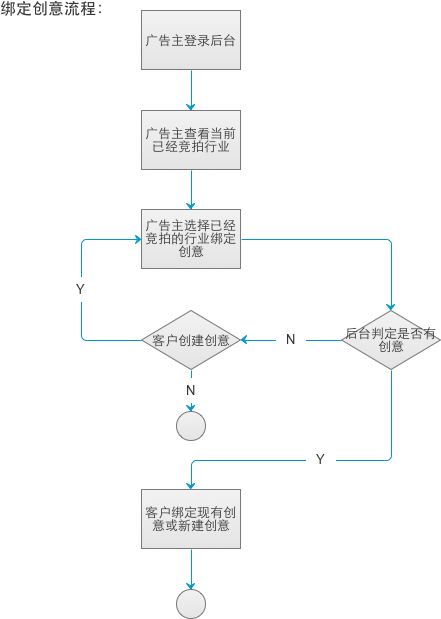 绑定创意流程：
广告主登录后台
广告主查看当前
已经竞拍行业
广告主选择已经
竞拍的行业绑定
创意
Y
客户创建创意
N
后台判定是否有
创意
N
Y
客户绑定现有创
意或新建创意